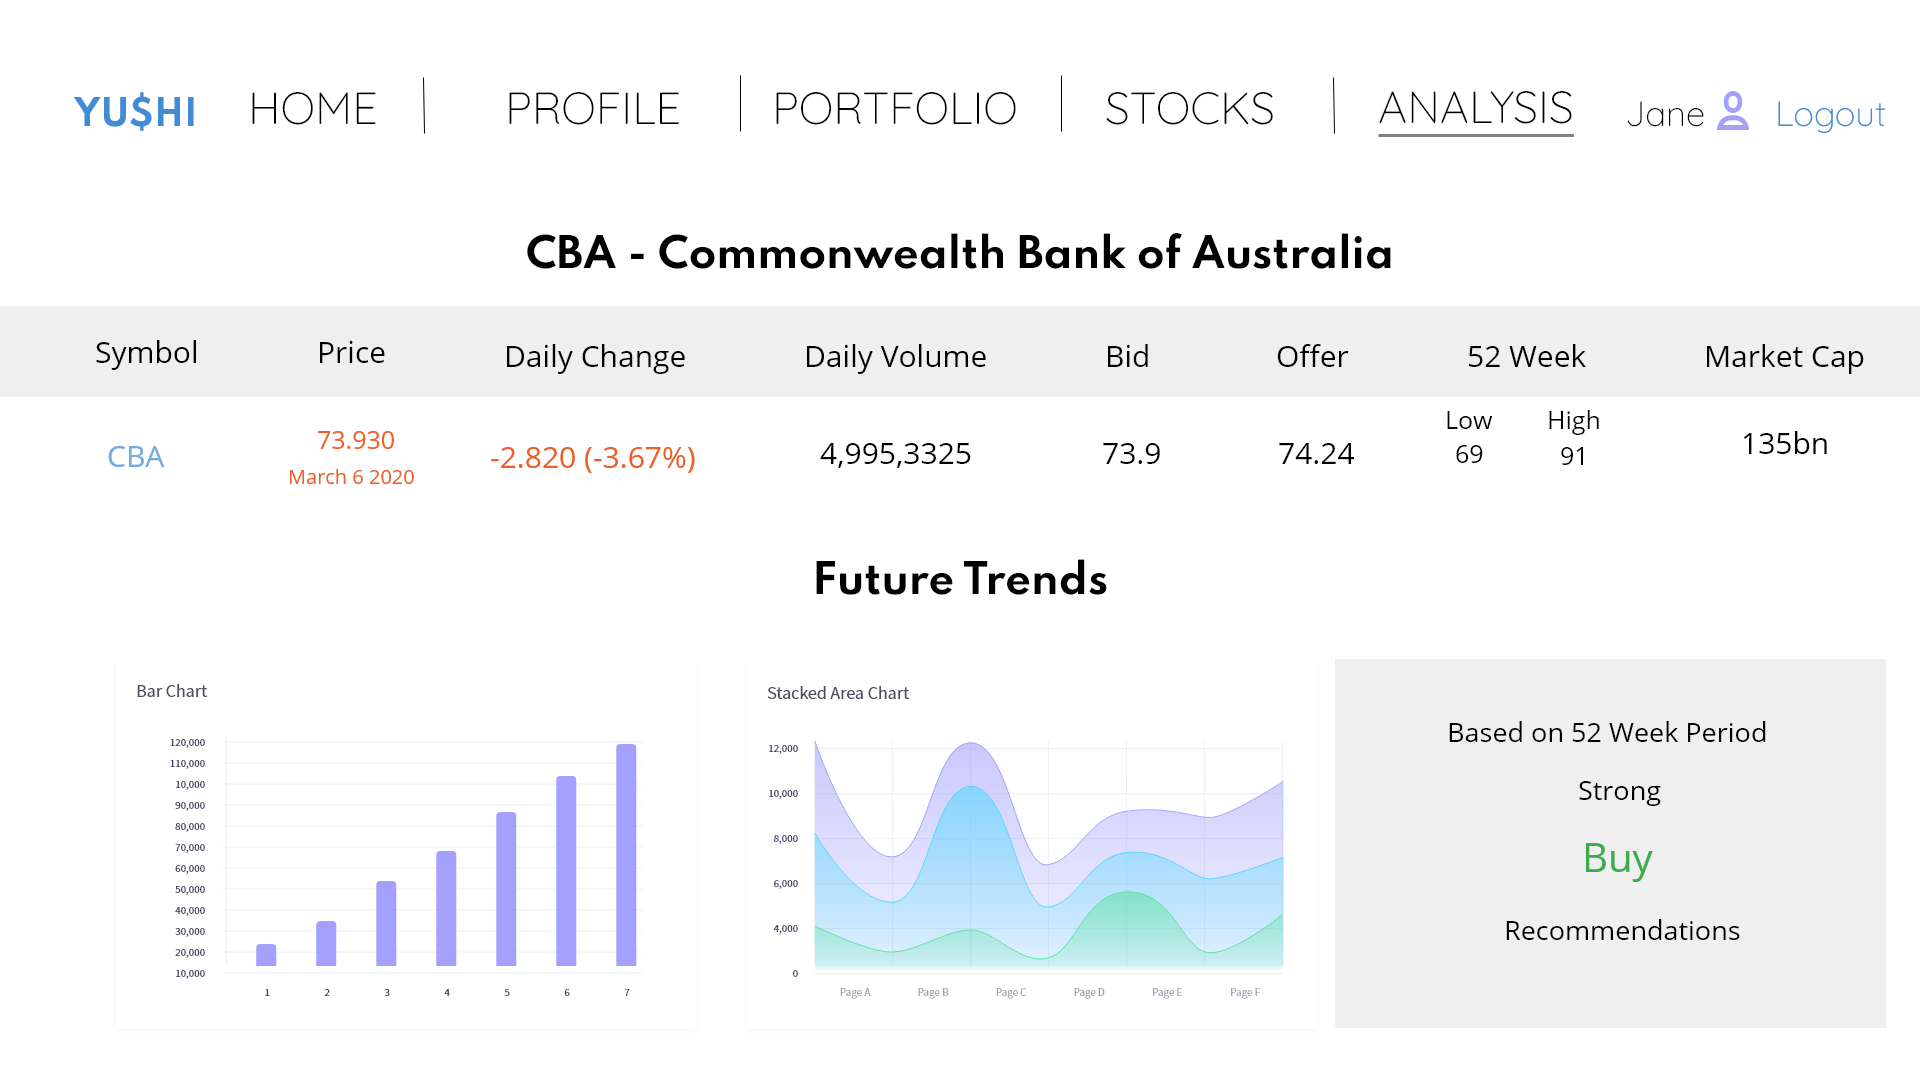 YU$HI HOME PROFILE PORTFOLIO STOCKS ANALYSIS Jane Logout
CBA - Commonwealth Bank of Australia
Symbol Price Daily Change Daily Volume Bid Offer 52 Week Market Cap
Low High
CBA 73.930 -2.820 (-3.67%) 4,995,3325 73.9 74.24 69 91 135bn
March 6 2020
Future Trends
Bar Chart
120,000
110,000
10,000
90,000
80,000
70,000
60,000
50,000
40,000
30,000
20,000
10,000
1 2 3 4 5 6 7
Stacked Area Chart
12,000
10,000
8,000
6,000
4,000
0
Page A Page B Page C Page D Page E Page F
Based on 52 Week Period
Strong
Buy
Recommendations